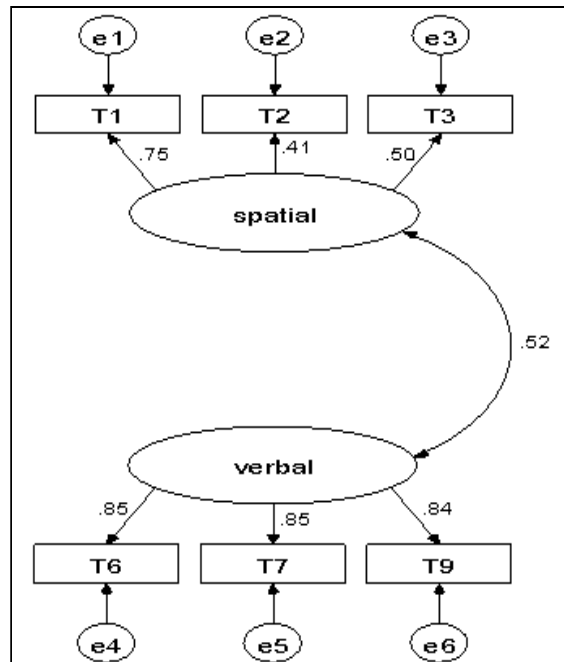 e1 e2 e3
T1 T2 T3
.75 .41 .50
spatial
.52
verbal
.85 .85 .84
T6 T7 T9
e4 e5 e6